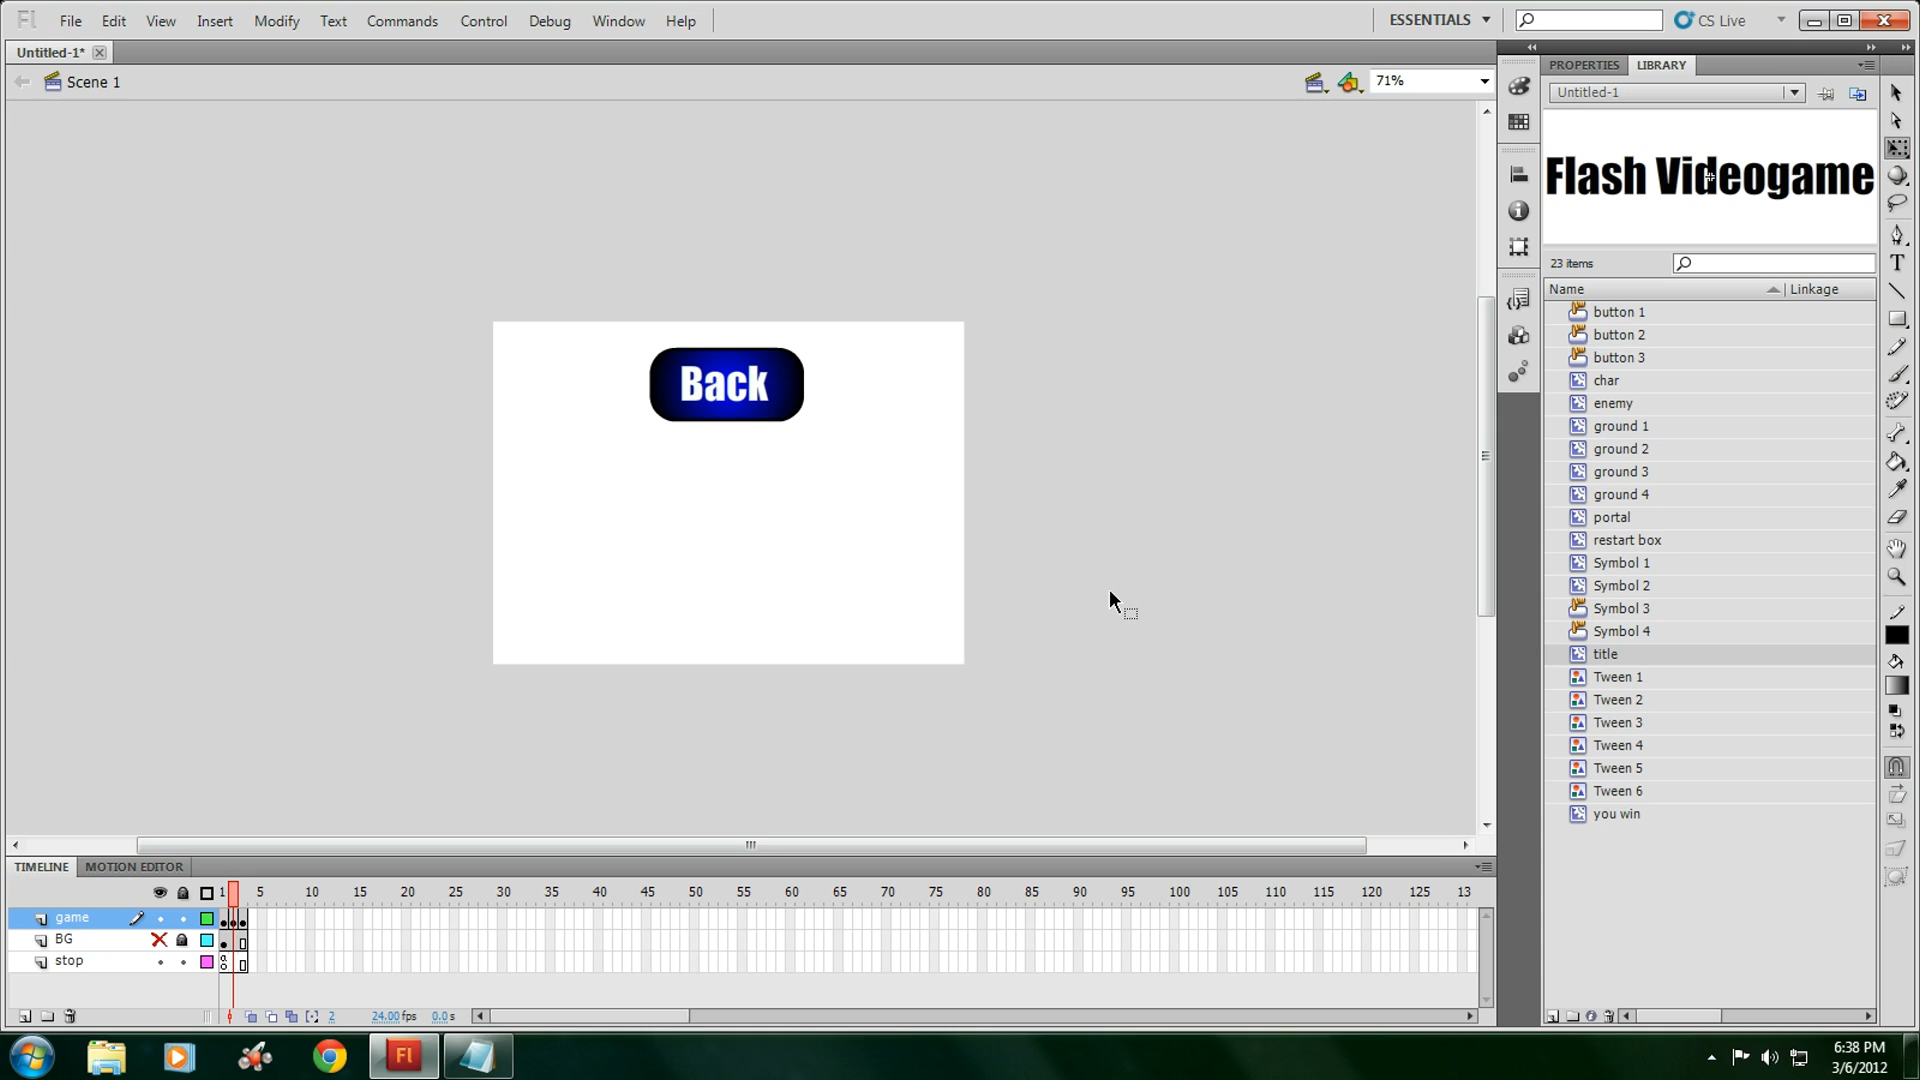 Fl File Edit View Insert Modify Text Commands Control Debug Window Help ESSENTIALS CS Live
Untitled-1*
Scene 1
71%
PROPERTIES LIBRARY
Untitled-1
Flash Videogame
23 items
Name Linkage
button 1
button 2
button 3
char
enemy
ground 1
ground 2
ground 3
ground 4
portal
restart box
Symbol 1
Symbol 2
Symbol 3
Symbol 4
title
Tween 1
Tween 2
Tween 3
Tween 4
Tween 5
Tween 6
you win
T
Back
TIMELINE MOTION EDITOR
1 5 10 15 20 25 30 35 40 45 50 55 60 65 70 75 80 85 90 95 100 105 110 115 120 125 13
game
BG
stop
2 24.00 fps 0.0 s
Fl
6:38 PM
3/6/2012